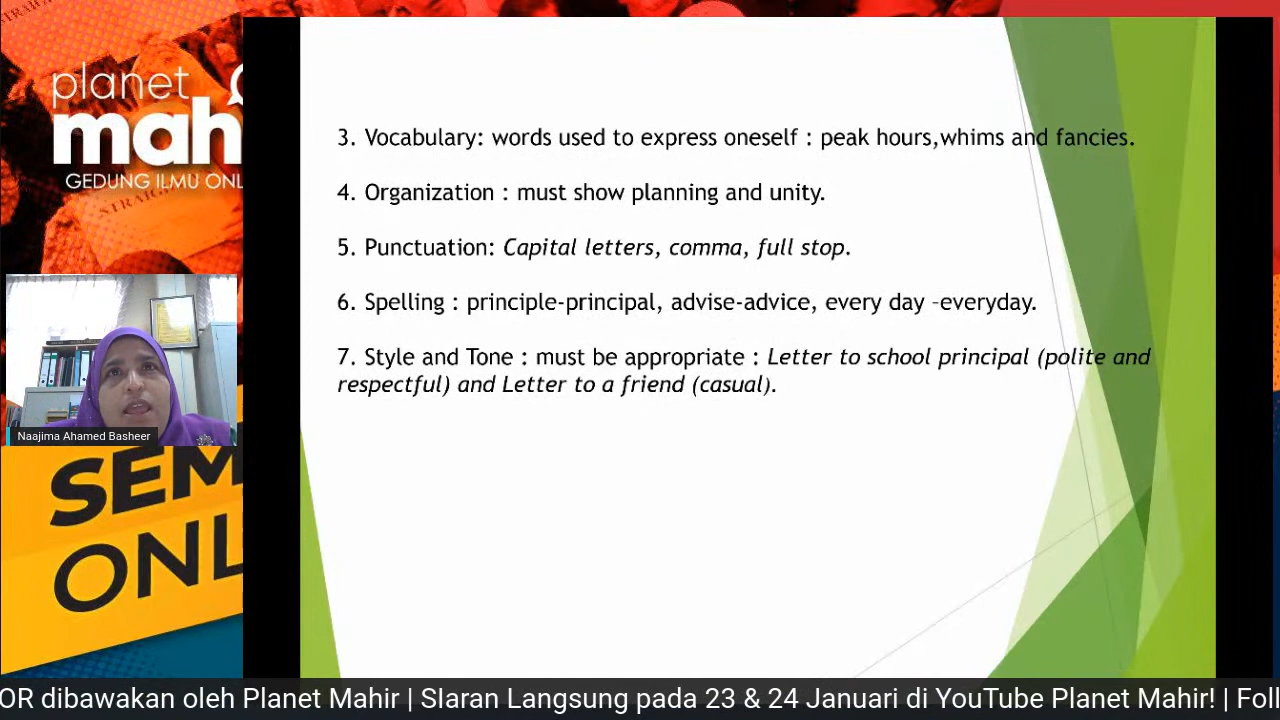 planet
mah
GEDUNG ILMU ONL
3. Vocabulary: words used to express oneself : peak hours,whims and fancies.
4. Organization : must show planning and unity.
5. Punctuation: Capital letters, comma, full stop.
6. Spelling : principle-principal, advise-advice, every day –everyday.
7. Style and Tone : must be appropriate : Letter to school principal (polite and
respectful) and Letter to a friend (casual).
Naajima Ahamed Basheer
SEM
ONL
OR dibawakan oleh Planet Mahir | SIaran Langsung pada 23 & 24 Januari di YouTube Planet Mahir! | Foll